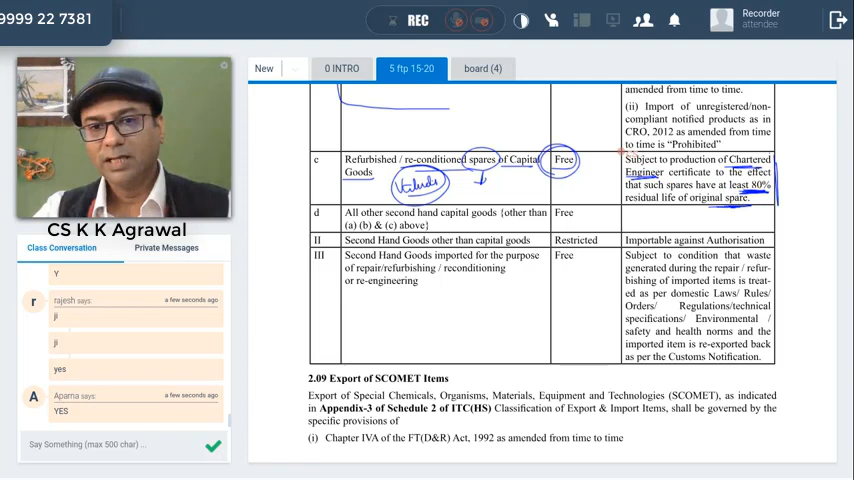 9999 22 7381
REC
Recorder
attendee
New
0 INTRO
5 ftp 15-20
board (4)
CS K K Agrawal
Class Conversation
Private Messages
Y
r
rajesh says:
a few seconds ago
ji
ji
yes
A
Aparna says:
a few seconds ago
YES
Say Something (max 500 char) ...
amended from time to time.
(ii) Import of unregistered/non-
compliant notified products as in
CRO, 2012 as amended from time
to time is “Prohibited”
c
Refurbished / re-conditioned spares of Capital
Goods
Free
Subject to production of Chartered
Engineer certificate to the effect
that such spares have at least 80%
residual life of original spare.
d
All other second hand capital goods {other than
(a) (b) & (c) above}
Free
II
Second Hand Goods other than capital goods
Restricted
Importable against Authorisation
III
Second Hand Goods imported for the purpose
of repair/refurbishing / reconditioning
or re-engineering
Free
Subject to condition that waste
generated during the repair / refur-
bishing of imported items is treat-
ed as per domestic Laws/ Rules/
Orders/ Regulations/technical
specifications/ Environmental /
safety and health norms and the
imported item is re-exported back
as per the Customs Notification.
2.09 Export of SCOMET Items
Export of Special Chemicals, Organisms, Materials, Equipment and Technologies (SCOMET), as indicated
in Appendix-3 of Schedule 2 of ITC(HS) Classification of Export & Import Items, shall be governed by the
specific provisions of
(i) Chapter IVA of the FT(D&R) Act, 1992 as amended from time to time